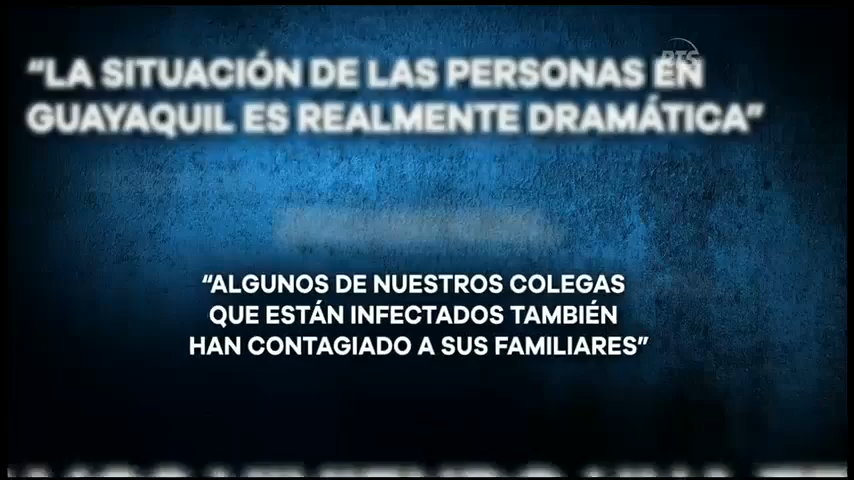 RTS
“LA SITUACIÓN DE LAS PERSONAS EN
GUAYAQUIL ES REALMENTE DRAMÁTICA”
“ALGUNOS DE NUESTROS COLEGAS
QUE ESTÁN INFECTADOS TAMBIÉN
HAN CONTAGIADO A SUS FAMILIARES”